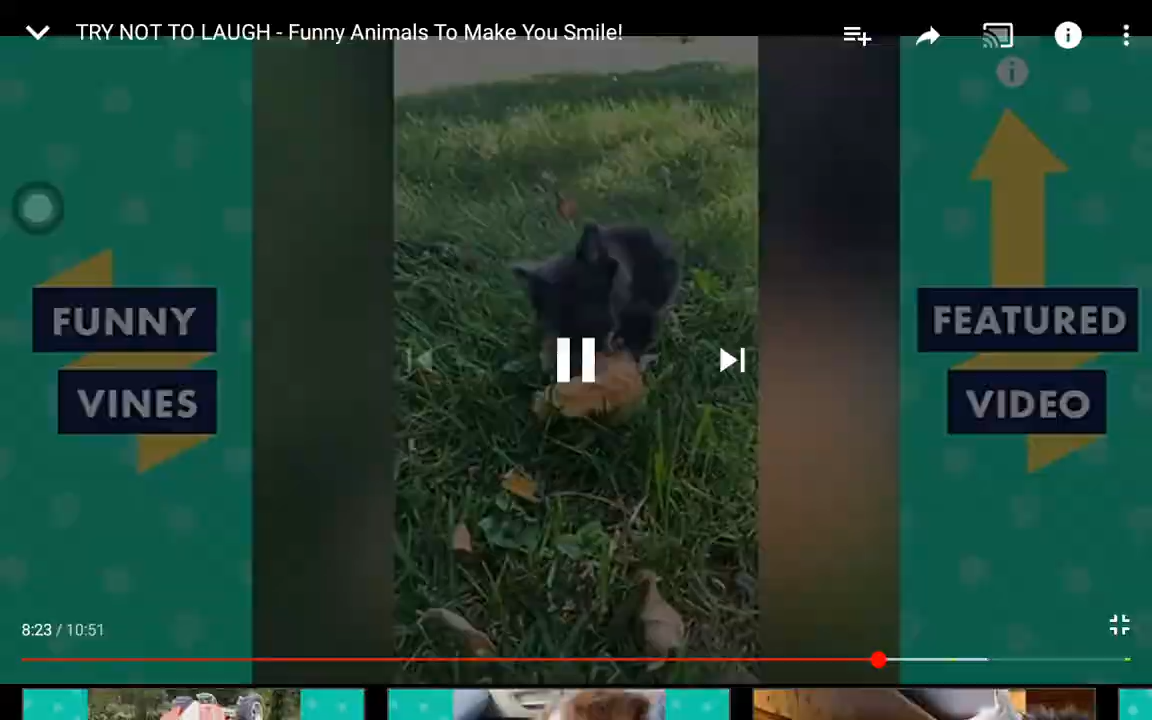 TRY NOT TO LAUGH - Funny Animals To Make You Smile!
FUNNY
VINES
FEATURED
VIDEO
8:23 / 10:51